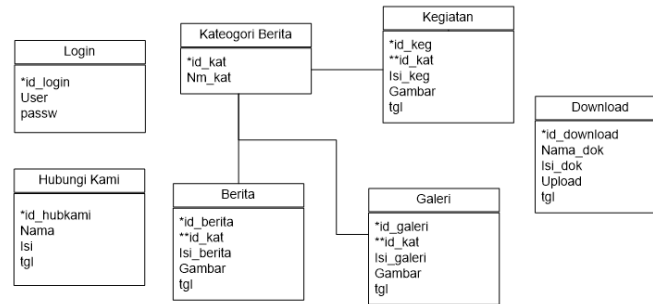 Login
*id_login
User
passw
Kateogori Berita
*id_kat
Nm_kat
Kegiatan
*id_keg
**id_kat
Isi_keg
Gambar
tgl
Download
*id_download
Nama_dok
Isi_dok
Upload
tgl
Hubungi Kami
*id_hubkami
Nama
Isi
tgl
Berita
*id_berita
**id_kat
Isi_berita
Gambar
tgl
Galeri
*id_galeri
**id_kat
Isi_galeri
Gambar
tgl